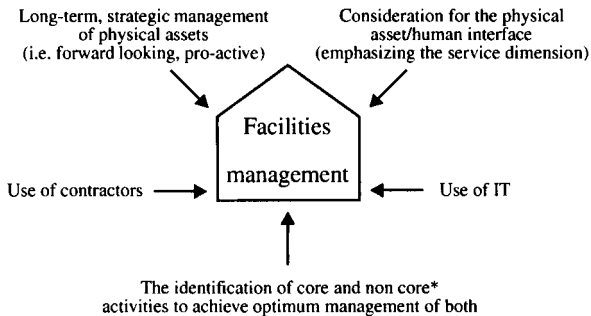 Long-term, strategic management
of physical assets
(i.e. forward looking, pro-active)
Consideration for the physical
asset/human interface
(emphasizing the service dimension)
Facilities
management
Use of contractors
Use of IT
The identification of core and non core*
activities to achieve optimum management of both